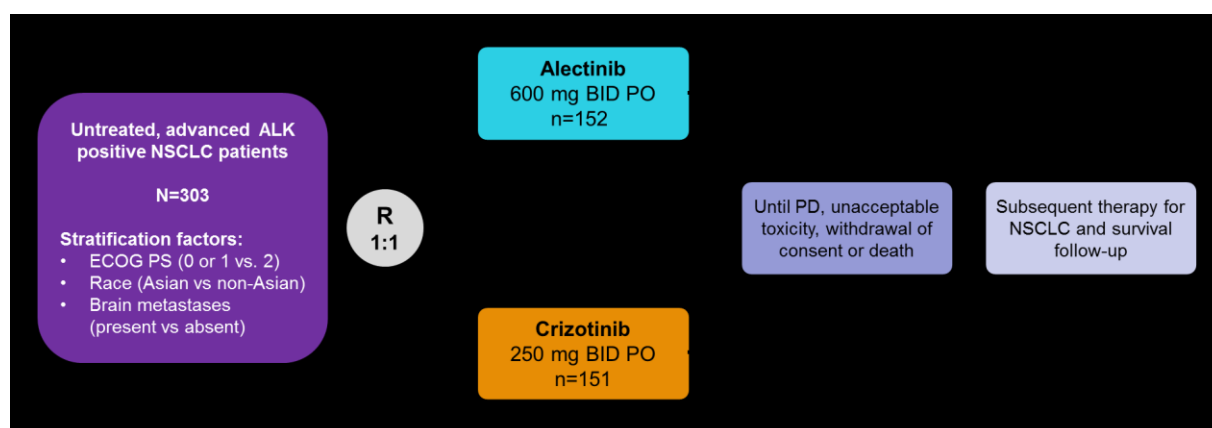 Untreated, advanced ALK
positive NSCLC patients
N=303
Stratification factors:
• ECOG PS (0 or 1 vs. 2)
• Race (Asian vs non-Asian)
• Brain metastases
(present vs absent)
R
1:1
Alectinib
600 mg BID PO
n=152
Crizotinib
250 mg BID PO
n=151
Until PD, unacceptable
toxicity, withdrawal of
consent or death
Subsequent therapy for
NSCLC and survival
follow-up